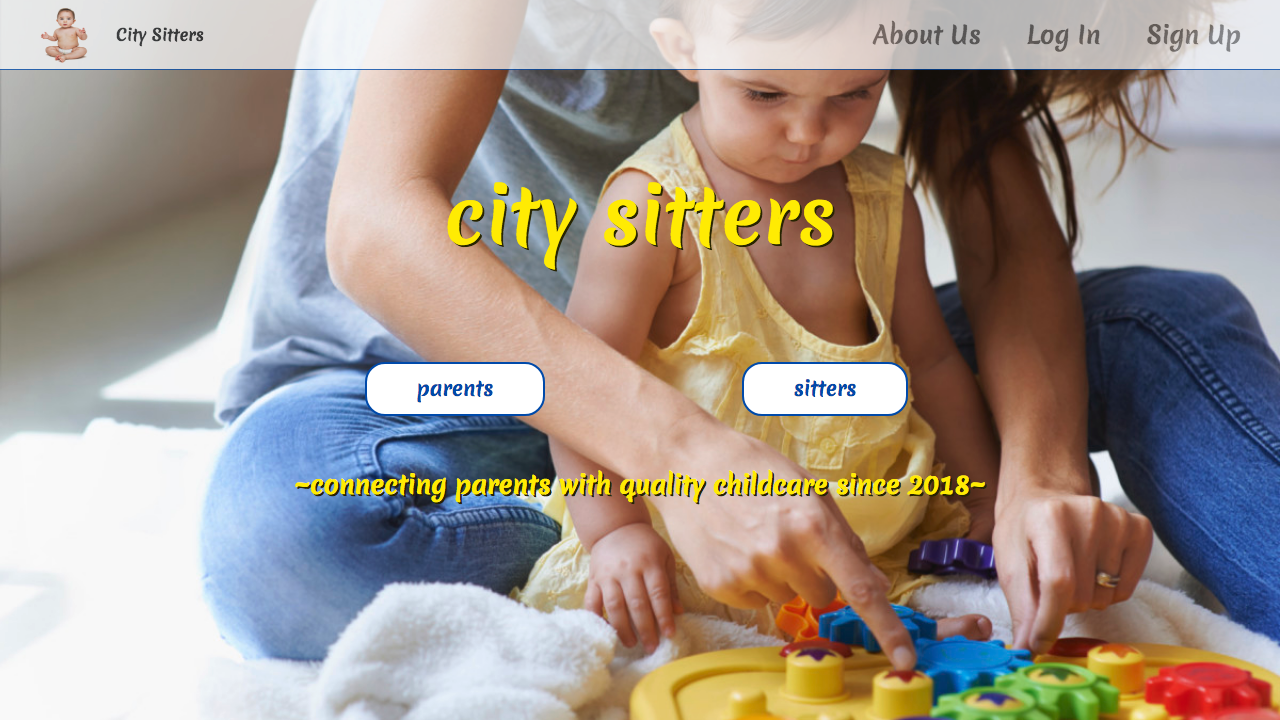 City Sitters
About Us
Log In
Sign Up
city sitters
parents
sitters
~connecting parents with quality childcare since 2018~